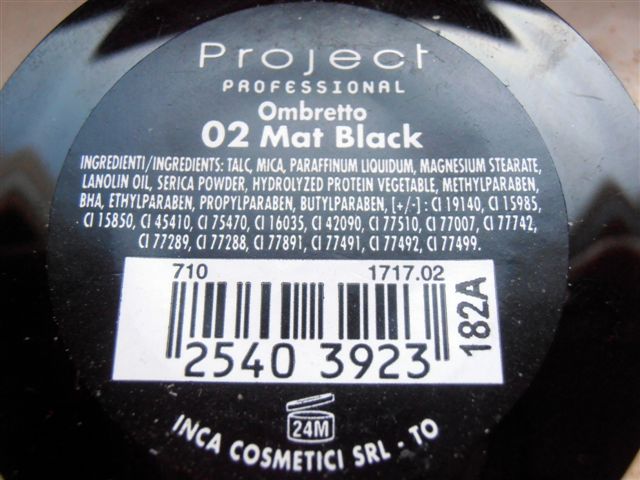 Project
PROFESSIONAL
Ombretto
02 Mat Black
INGREDIENTI/INGREDIENTS: TALC, MICA, PARAFFINUM LIQUIDUM, MAGNESIUM STEARATE,
LANOLIN OIL, SERICA POWDER, HYDROLYZED PROTEIN VEGETABLE, METHYLPARABEN,
BHA, ETHYLPARABEN, PROPYLPARABEN, BUTYLPARABEN, [+/-] : CI 19140, CI 15985,
CI 15850, CI 45410, CI 75470, CI 16035, CI 42090, CI 77510, CI 77007, CI 77742,
CI 77289, CI 77288, CI 77891, CI 77491, CI 77492, CI 77499.
710 1717.02
2540 3923
182A
24M
INCA COSMETICI SRL - TO